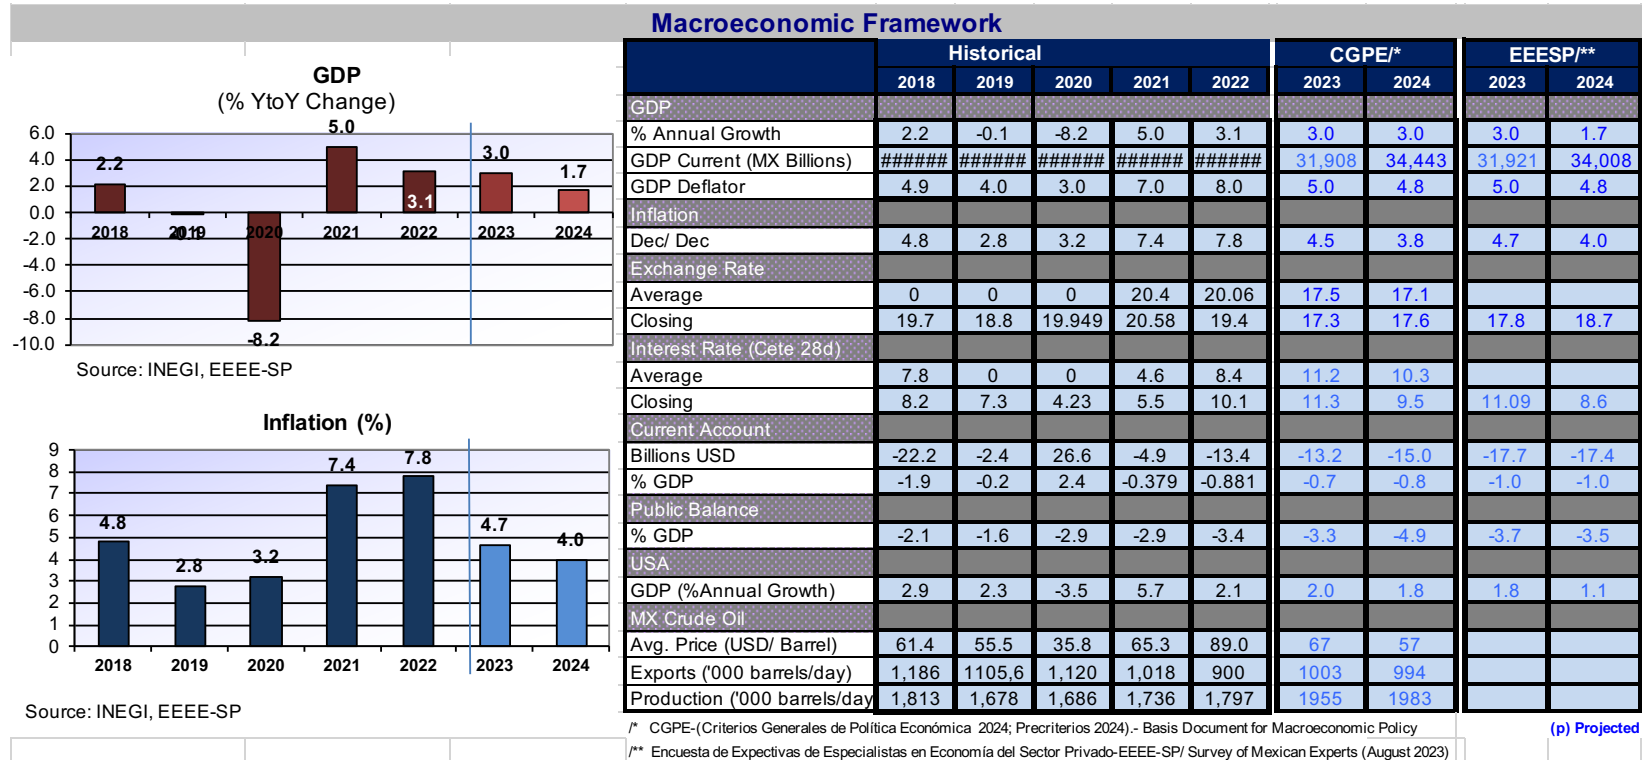 Macroeconomic Framework
GDP
(% YtoY Change)
6.0
4.0
2.0
0.0
-2.0
-4.0
-6.0
-8.0
-10.0
2.2
-0.1
-8.2
5.0
3.1
3.0
1.7
2018 2019 2020 2021 2022 2023 2024
Source: INEGI, EEEE-SP
Inflation (%)
9
8
7
6
5
4
3
2
1
0
4.8
2.8
3.2
7.4
7.8
4.7
4.0
2018 2019 2020 2021 2022 2023 2024
Source: INEGI, EEEE-SP
Historical CGPE/* EEESP/**
2018 2019 2020 2021 2022 2023 2024 2023 2024
GDP
% Annual Growth 2.2 -0.1 -8.2 5.0 3.1 3.0 3.0 3.0 1.7
GDP Current (MX Billions) ###### ###### ###### ###### ###### 31,908 34,443 31,921 34,008
GDP Deflator 4.9 4.0 3.0 7.0 8.0 5.0 4.8 5.0 4.8
Inflation
Dec/ Dec 4.8 2.8 3.2 7.4 7.8 4.5 3.8 4.7 4.0
Exchange Rate
Average 0 0 0 20.4 20.06 17.5 17.1
Closing 19.7 18.8 19.949 20.58 19.4 17.3 17.6 17.8 18.7
Interest Rate (Cete 28d)
Average 7.8 0 0 4.6 8.4 11.2 10.3
Closing 8.2 7.3 4.23 5.5 10.1 11.3 9.5 11.09 8.6
Current Account
Billions USD -22.2 -2.4 26.6 -4.9 -13.4 -13.2 -15.0 -17.7 -17.4
% GDP -1.9 -0.2 2.4 -0.379 -0.881 -0.7 -0.8 -1.0 -1.0
Public Balance
% GDP -2.1 -1.6 -2.9 -2.9 -3.4 -3.3 -4.9 -3.7 -3.5
USA
GDP (%Annual Growth) 2.9 2.3 -3.5 5.7 2.1 2.0 1.8 1.8 1.1
MX Crude Oil
Avg. Price (USD/ Barrel) 61.4 55.5 35.8 65.3 89.0 67 57
Exports ('000 barrels/day) 1,186 1105,6 1,120 1,018 900 1003 994
Production ('000 barrels/day 1,813 1,678 1,686 1,736 1,797 1955 1983
/* CGPE-(Criterios Generales de Política Económica 2024; Precriterios 2024).- Basis Document for Macroeconomic Policy
(p) Projected
/** Encuesta de Expectivas de Especialistas en Economía del Sector Privado-EEEE-SP/ Survey of Mexican Experts (August 2023)